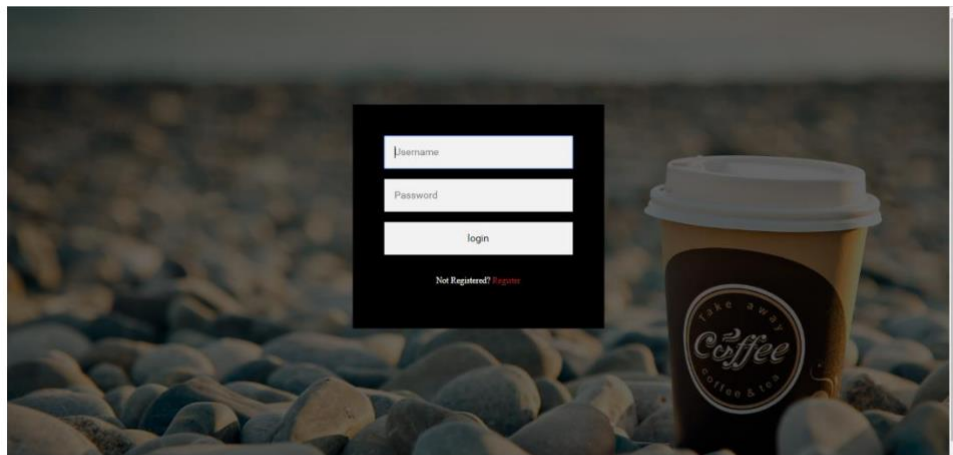 Username
Password
login
Not Registered? Register
Take away
Coffee
coffee & tea